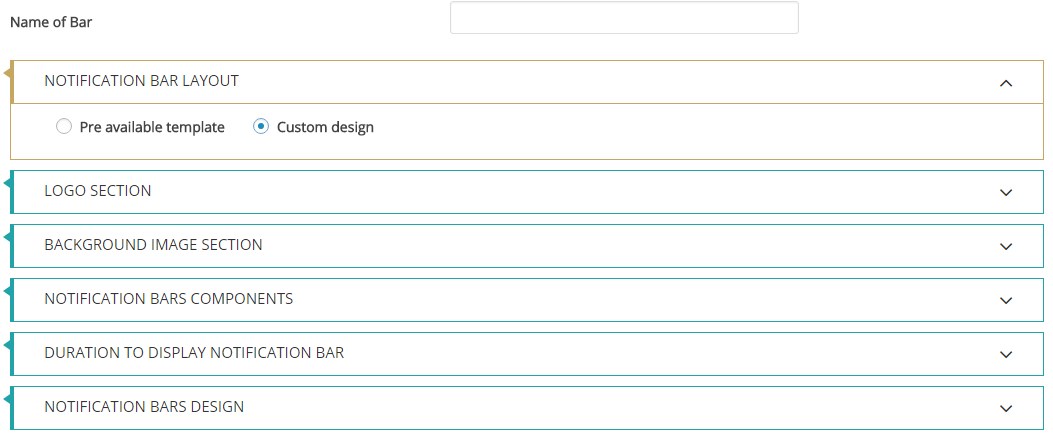 Name of Bar
NOTIFICATION BAR LAYOUT
Pre available template Custom design
LOGO SECTION
BACKGROUND IMAGE SECTION
NOTIFICATION BARS COMPONENTS
DURATION TO DISPLAY NOTIFICATION BAR
NOTIFICATION BARS DESIGN